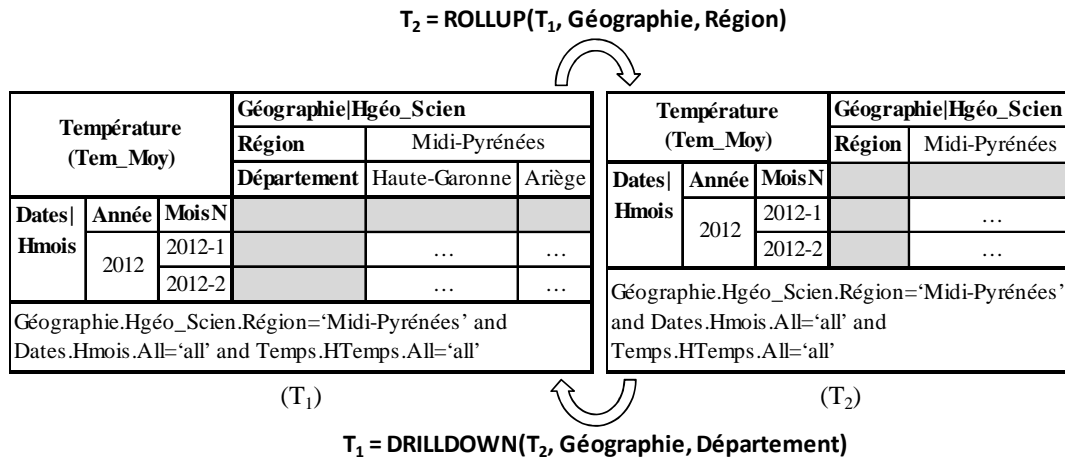 T2 = ROLLUP(T1, Géographie, Région)
Température
(Tem_Moy)
Géographie|Hgéo_Scien
Région Midi-Pyrénées
Département Haute-Garonne Ariège
Dates|
Hmois
Année MoisN
2012
2012-1 … …
2012-2 … …
Géographie.Hgéo_Scien.Région=‘Midi-Pyrénées’ and
Dates.Hmois.All=‘all’ and Temps.HTemps.All=‘all’
(T1)
Température
(Tem_Moy)
Géographie|Hgéo_Scien
Région Midi-Pyrénées
Dates|
Hmois
Année MoisN
2012
2012-1 …
2012-2 …
Géographie.Hgéo_Scien.Région=‘Midi-Pyrénées’
and Dates.Hmois.All=‘all’ and
Temps.HTemps.All=‘all’
(T2)
T1 = DRILLDOWN(T2, Géographie, Département)